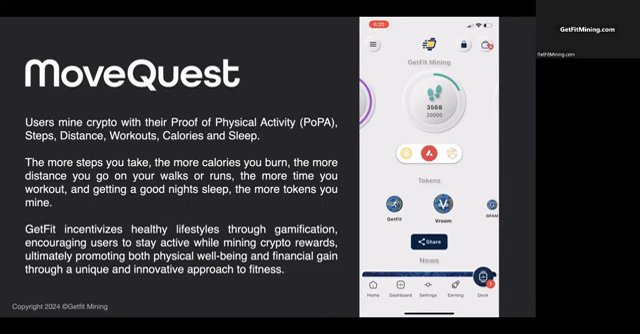 MoveQuest
Users mine crypto with their Proof of Physical Activity (PoPA),
Steps, Distance, Workouts, Calories and Sleep.
The more steps you take, the more calories you burn, the more
distance you go on your walks or runs, the more time you
workout, and getting a good nights sleep, the more tokens you
mine.
GetFit incentivizes healthy lifestyles through gamification,
encouraging users to stay active while mining crypto rewards,
ultimately promoting both physical well-being and financial gain
through a unique and innovative approach to fitness.
Copyright 2024 ©Getfit Mining
6:20
GetFit Mining
3568
20000
Tokens
GetFit
Vroom
GFAM
Share
News
Home
Dashboard
Settings
Earning
Dock
GetFitMining.com
GetFitMining.com